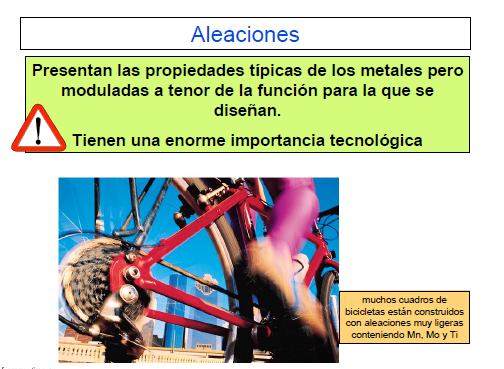 Aleaciones
Presentan las propiedades típicas de los metales pero
moduladas a tenor de la función para la que se
diseñan.
!
Tienen una enorme importancia tecnológica
muchos cuadros de
bicicletas están construidos
con aleaciones muy ligeras
conteniendo Mn, Mo y Ti